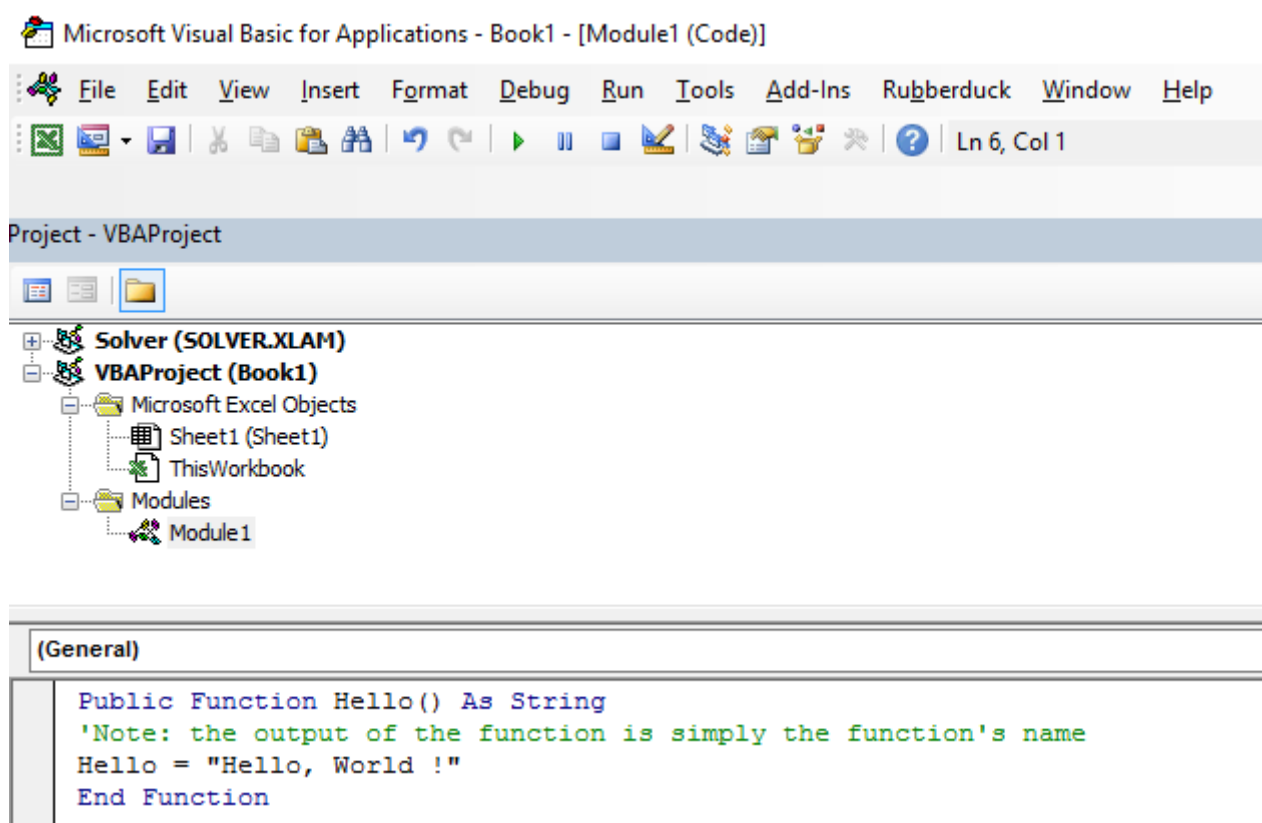 Microsoft Visual Basic for Applications - Book1 - [Module1 (Code)]
File Edit View Insert Format Debug Run Tools Add-Ins Rubberduck Window Help
Ln 6, Col 1
Project - VBAProject
Solver (SOLVER.XLAM)
VBAProject (Book1)
Microsoft Excel Objects
Sheet1 (Sheet1)
ThisWorkbook
Modules
Module1
(General)
Public Function Hello() As String
'Note: the output of the function is simply the function's name
Hello = "Hello, World !"
End Function